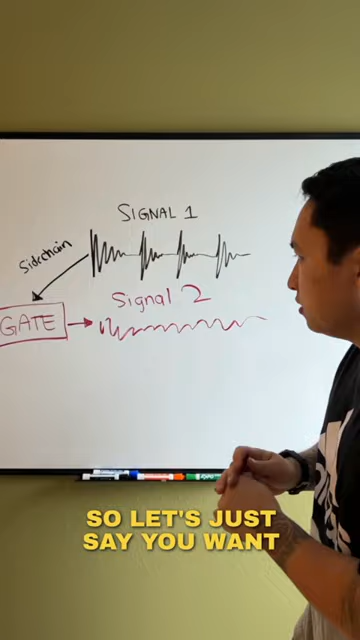 SIGNAL 1
Sidechain
Signal 2
GATE
SO LET'S JUST
SAY YOU WANT